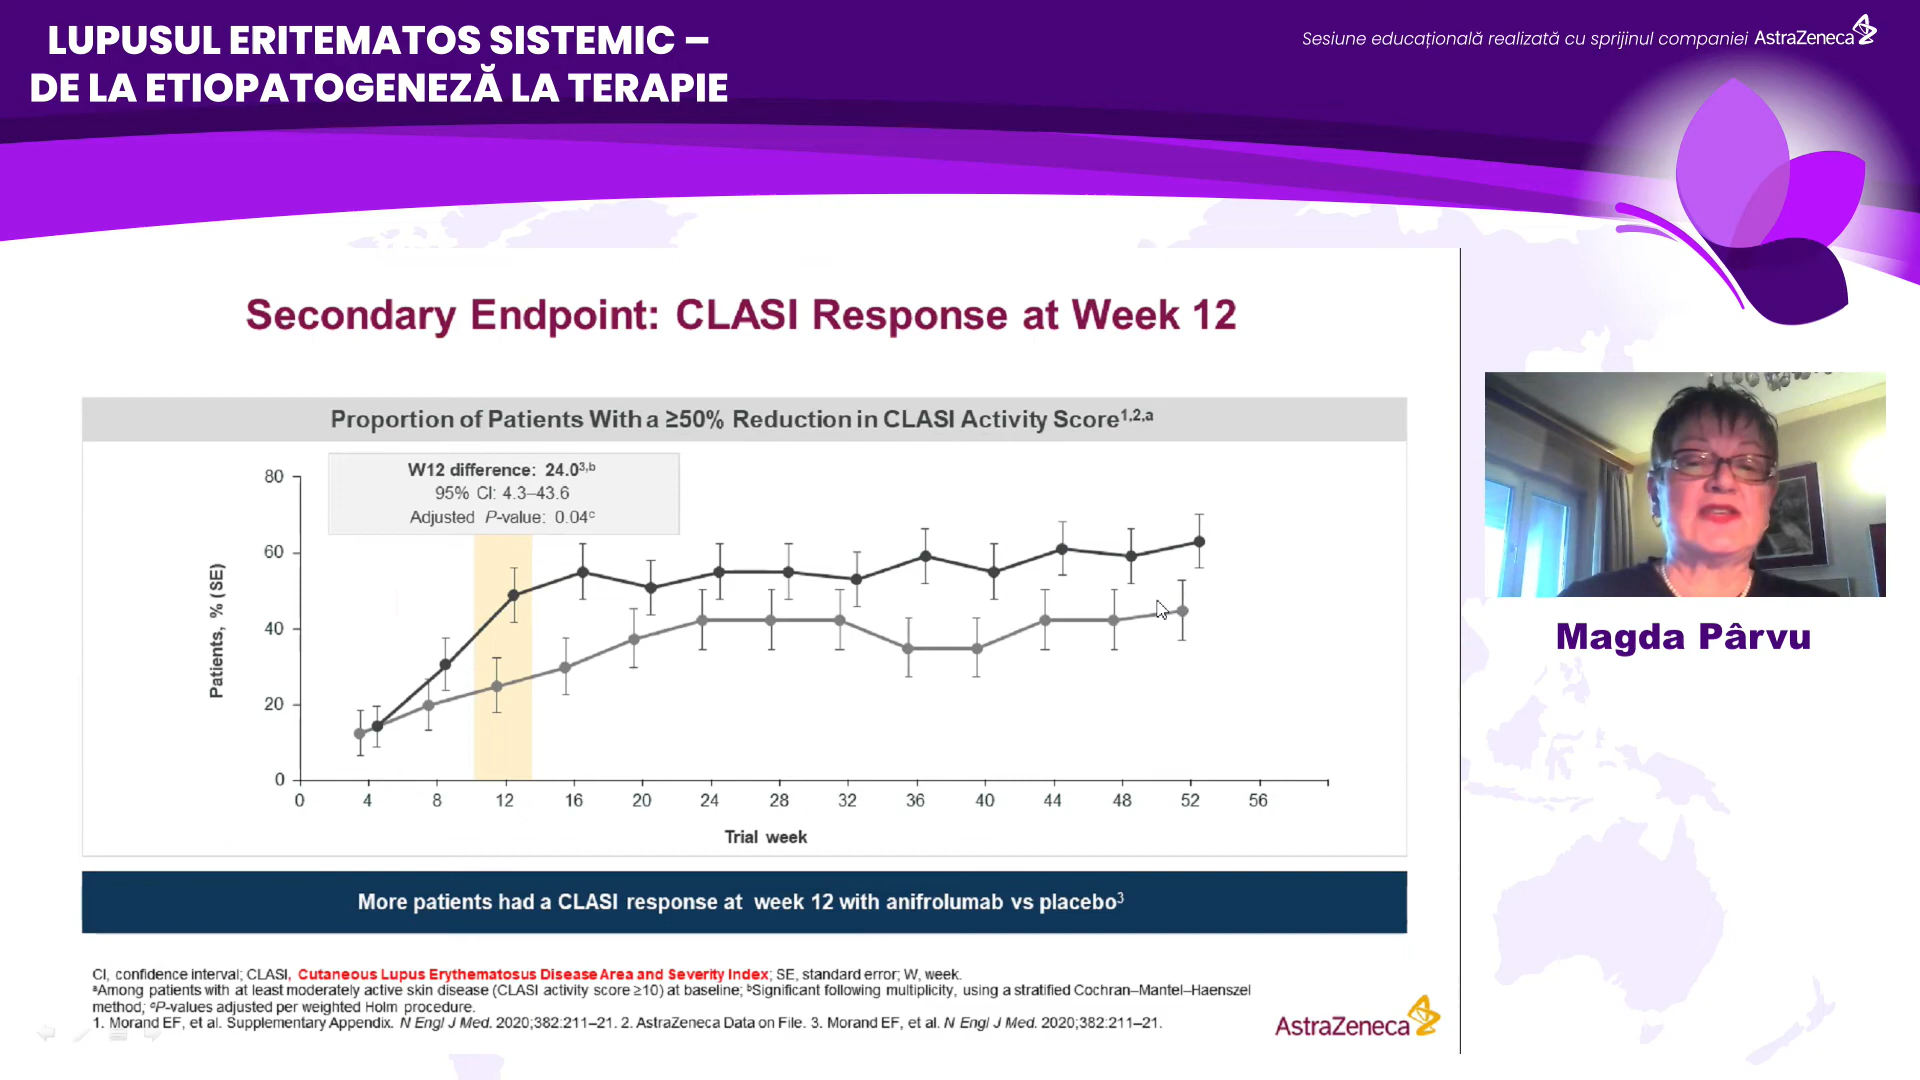 LUPUSUL ERITEMATOS SISTEMIC –
DE LA ETIOPATOGENEZĂ LA TERAPIE
Sesiune educațională realizată cu sprijinul companiei AstraZeneca
Secondary Endpoint: CLASI Response at Week 12
Proportion of Patients With a ≥50% Reduction in CLASI Activity Score1,2,a
W12 difference: 24.03,b
95% CI: 4.3–43.6
Adjusted P-value: 0.04c
Patients, % (SE)
80
60
40
20
0
0 4 8 12 16 20 24 28 32 36 40 44 48 52 56
Trial week
More patients had a CLASI response at week 12 with anifrolumab vs placebo3
CI, confidence interval; CLASI, Cutaneous Lupus Erythematosus Disease Area and Severity Index; SE, standard error; W, week.
aAmong patients with at least moderately active skin disease (CLASI activity score ≥10) at baseline; bSignificant following multiplicity, using a stratified Cochran–Mantel–Haenszel
method; cP-values adjusted per weighted Holm procedure.
1. Morand EF, et al. Supplementary Appendix. N Engl J Med. 2020;382:211–21. 2. AstraZeneca Data on File. 3. Morand EF, et al. N Engl J Med. 2020;382:211–21.
AstraZeneca
Magda Pârvu